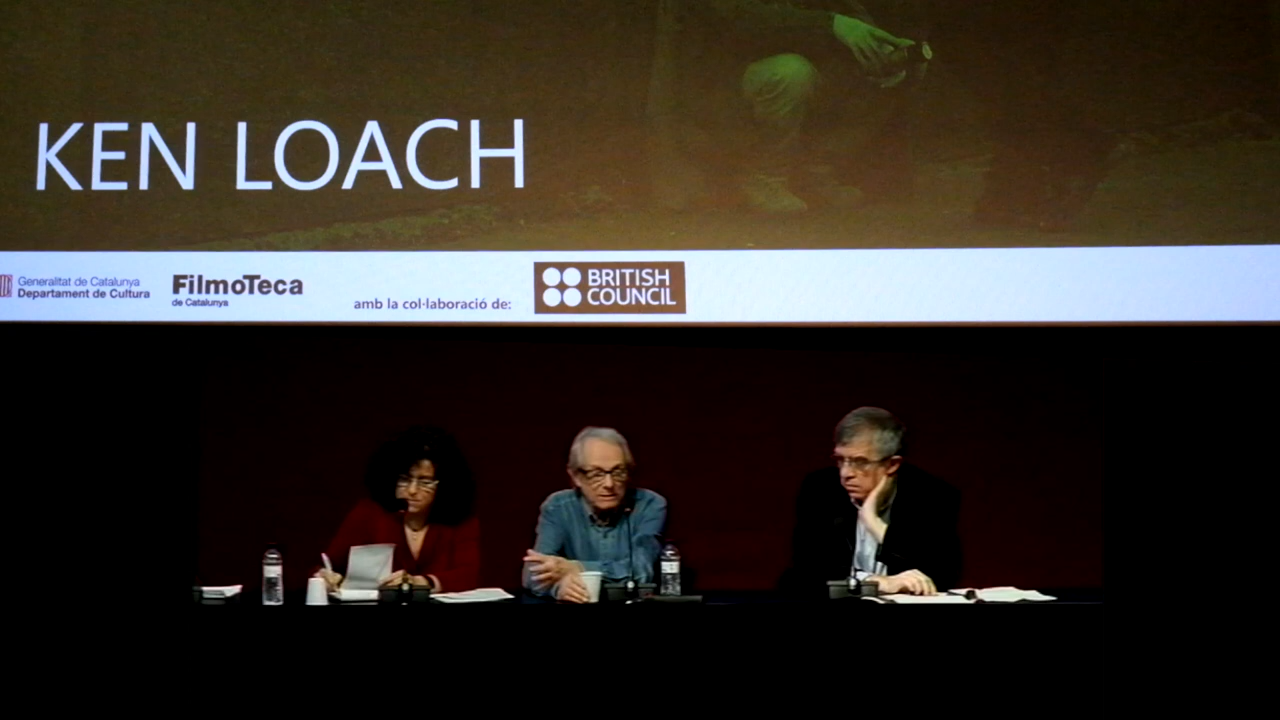 KEN LOACH
Generalitat de Catalunya
Departament de Cultura
FilmoTeca
de Catalunya
amb la col·laboració de:
BRITISH
COUNCIL